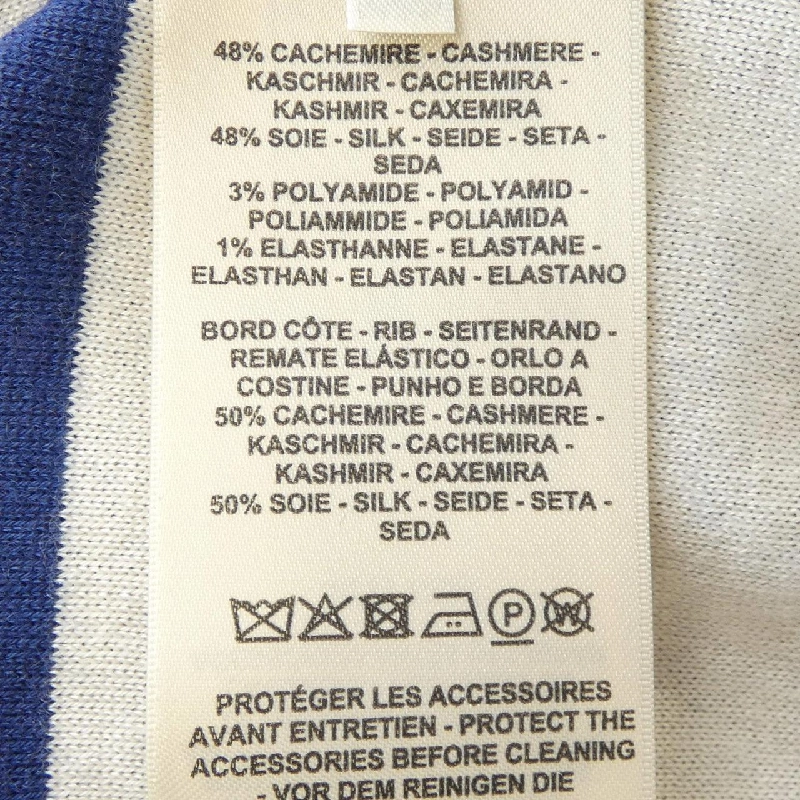 48% CACHEMIRE - CASHMERE -
KASCHMIR - CACHEMIRA -
KASHMIR - CAXEMIRA
48% SOIE - SILK - SEIDE - SETA -
SEDA
3% POLYAMIDE - POLYAMID -
POLIAMMIDE - POLIAMIDA
1% ELASTHANNE - ELASTANE -
ELASTHAN - ELASTAN - ELASTANO
BORD CÔTE - RIB - SEITENRAND -
REMATE ELÁSTICO - ORLO A
COSTINE - PUNHO E BORDA
50% CACHEMIRE - CASHMERE -
KASCHMIR - CACHEMIRA -
KASHMIR - CAXEMIRA
50% SOIE - SILK - SEIDE - SETA -
SEDA
P W
PROTÉGER LES ACCESSOIRES
AVANT ENTRETIEN - PROTECT THE
ACCESSORIES BEFORE CLEANING
- VOR DEM REINIGEN DIE